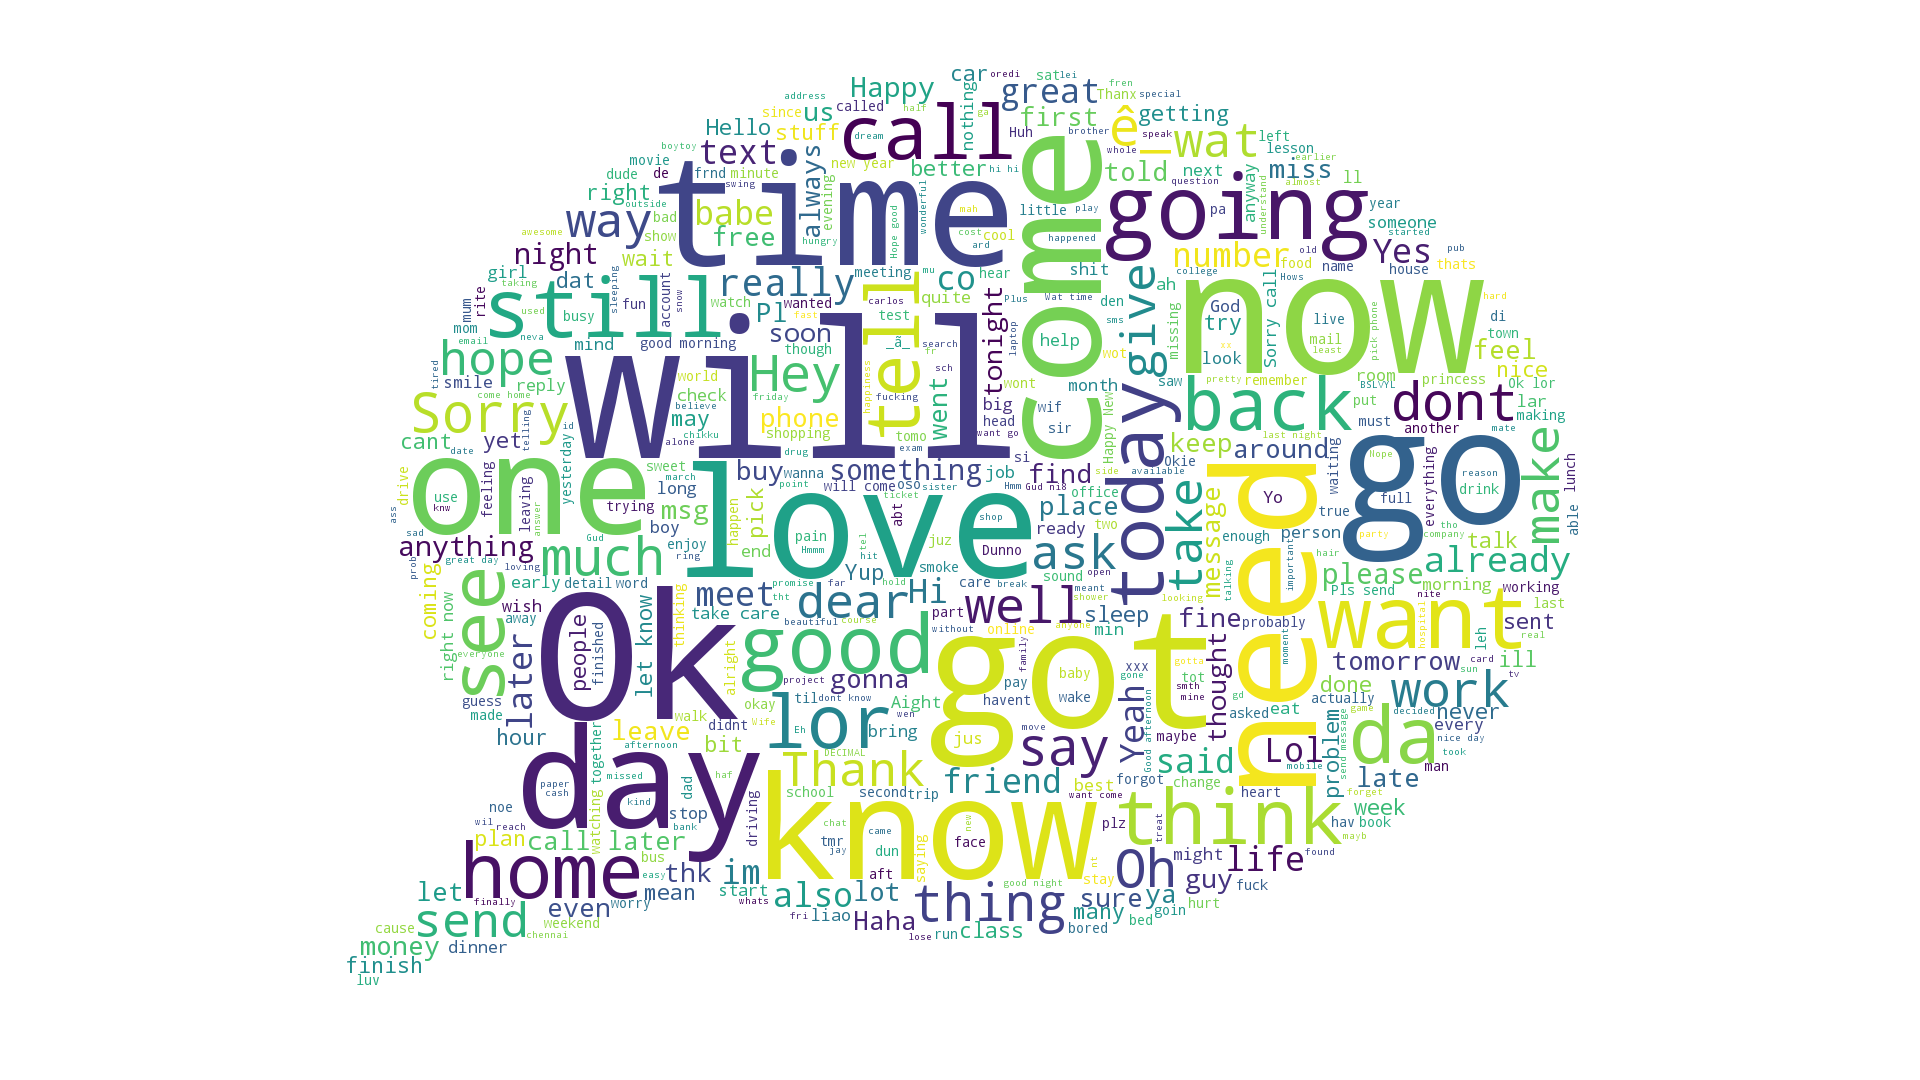 will
time
now
Ok
go
love
got
need
know
day
come
one
going
call
still
back
want
good
today
see
tell
home
think
da
lor
Sorry
Hey
dont
send
way
hope
much
text
great
ê_
wat
dear
well
ask
say
work
make
take
give
Thank
thing
Oh
Hi
Lol
Yeah
later
night
babe
free
really
co
number
Yes
miss
told
first
Happy
us
car
Hello
stuff
always
better
getting
nothing
right
wait
dat
Pl
soon
phone
may
check
went
tonight
quite
big
month
look
try
God
Sorry call
feel
nice
room
someone
anyway
already
please
talk
around
keep
find
place
something
buy
job
pick
msg
long
boy
yet
cant
reply
smile
anything
coming
early
meet
Yup
sleep
fine
message
thought
person
tomorrow
ill
sent
morning
done
never
every
problem
late
week
life
guy
might
sure
ya
many
class
also
lot
im
thk
mean
even
call later
plan
let
money
finish
dinner
luv
cause
weekend
liao
Haha
run
bored
bed
goin
hurt
fuck
friend
said
best
leave
bit
gonna
Aight
bring
hour
people
let know
take care
right now
wish
guess
made
away
finished
detail
word
enjoy
trying
feeling
leaving
yesterday
use
drive
mom
mum
rite
girl
dude
movie
de
frnd
minute
new year
evening
called
since
address
half
dream
oredi
sat
lei
fren
Thanx
special
brother
speak
whole
left
lesson
earlier
question
almost
understand
next
little
play
happened
cool
cost
hear
meeting
wanted
watch
account
snow
fun
busy
sleeping
used
neva
mind
good morning
though
world
believe
friday
happiness
shopping
chikku
alone
drug
wanna
will come
oso
sister
exam
tomo
want go
head
wont
wif
sir
si
Gud ni8
Hmm
office
two
ready
Dunno
shop
juz
sound
care
break
open
meant
shower
min
part
without
online
family
anyone
baby
wake
pay
havent
jus
move
xxx
gone
gotta
smth
mine
tot
maybe
forgot
change
Good afternoon
want come
heart
mobile
asked
eat
probably
enough
important
hair
moment
actually
decided
game
took
nice day
man
book
mayb
found
hav
forget
send message
card
sun
tv
leh
real
last
working
nite
hospital
Pls send
company
tho
party
true
full
drink
reason
Nope
everything
able
lunch
mate
making
another
must
waiting
put
lar
Ok lor
princess
BSLVYL
pick phone
least
mail
live
xx
pretty
remember
saw
last night
Okie
available
side
Happy New
help
wot
den
sms
laptop
Plus
Wat time
shit
ah
missing
college
Hows
food
name
old
house
thats
pub
started
year
ll
pa
hard
di
town
Yo
looking
talking
school
second
trip
face
new
came
dun
aft
tmr
jay
chat
saying
stay
nt
plz
treat
good night
lose
fri
whats
start
worry
easy
bus
finally
chennai
reach
wil
noe
paper
cash
kind
missed
together
watching
bank
stop
dad
haf
driving
DECIMAL
Eh
Wife
okay
didnt
walk
afternoon
alright
thinking
beautiful
course
project
til
dont know
wen
everyone
great day
loving
prob
sad
ass
knw
date
id
telling
answer
Gud
come home
tired
email
taking
awesome
outside
boytoy
swing
bad
show
hungry
Hope good
wonderful
mah
ard
mu
carlos
test
_ã_
fast
search
fr
sch
fucking
ticket
point
march
sweet
happen
end
pain
Hmmm
hit
tel
smoke
hold
far
tht
promise
ring
abt
hi hi
Huh
ga
gd